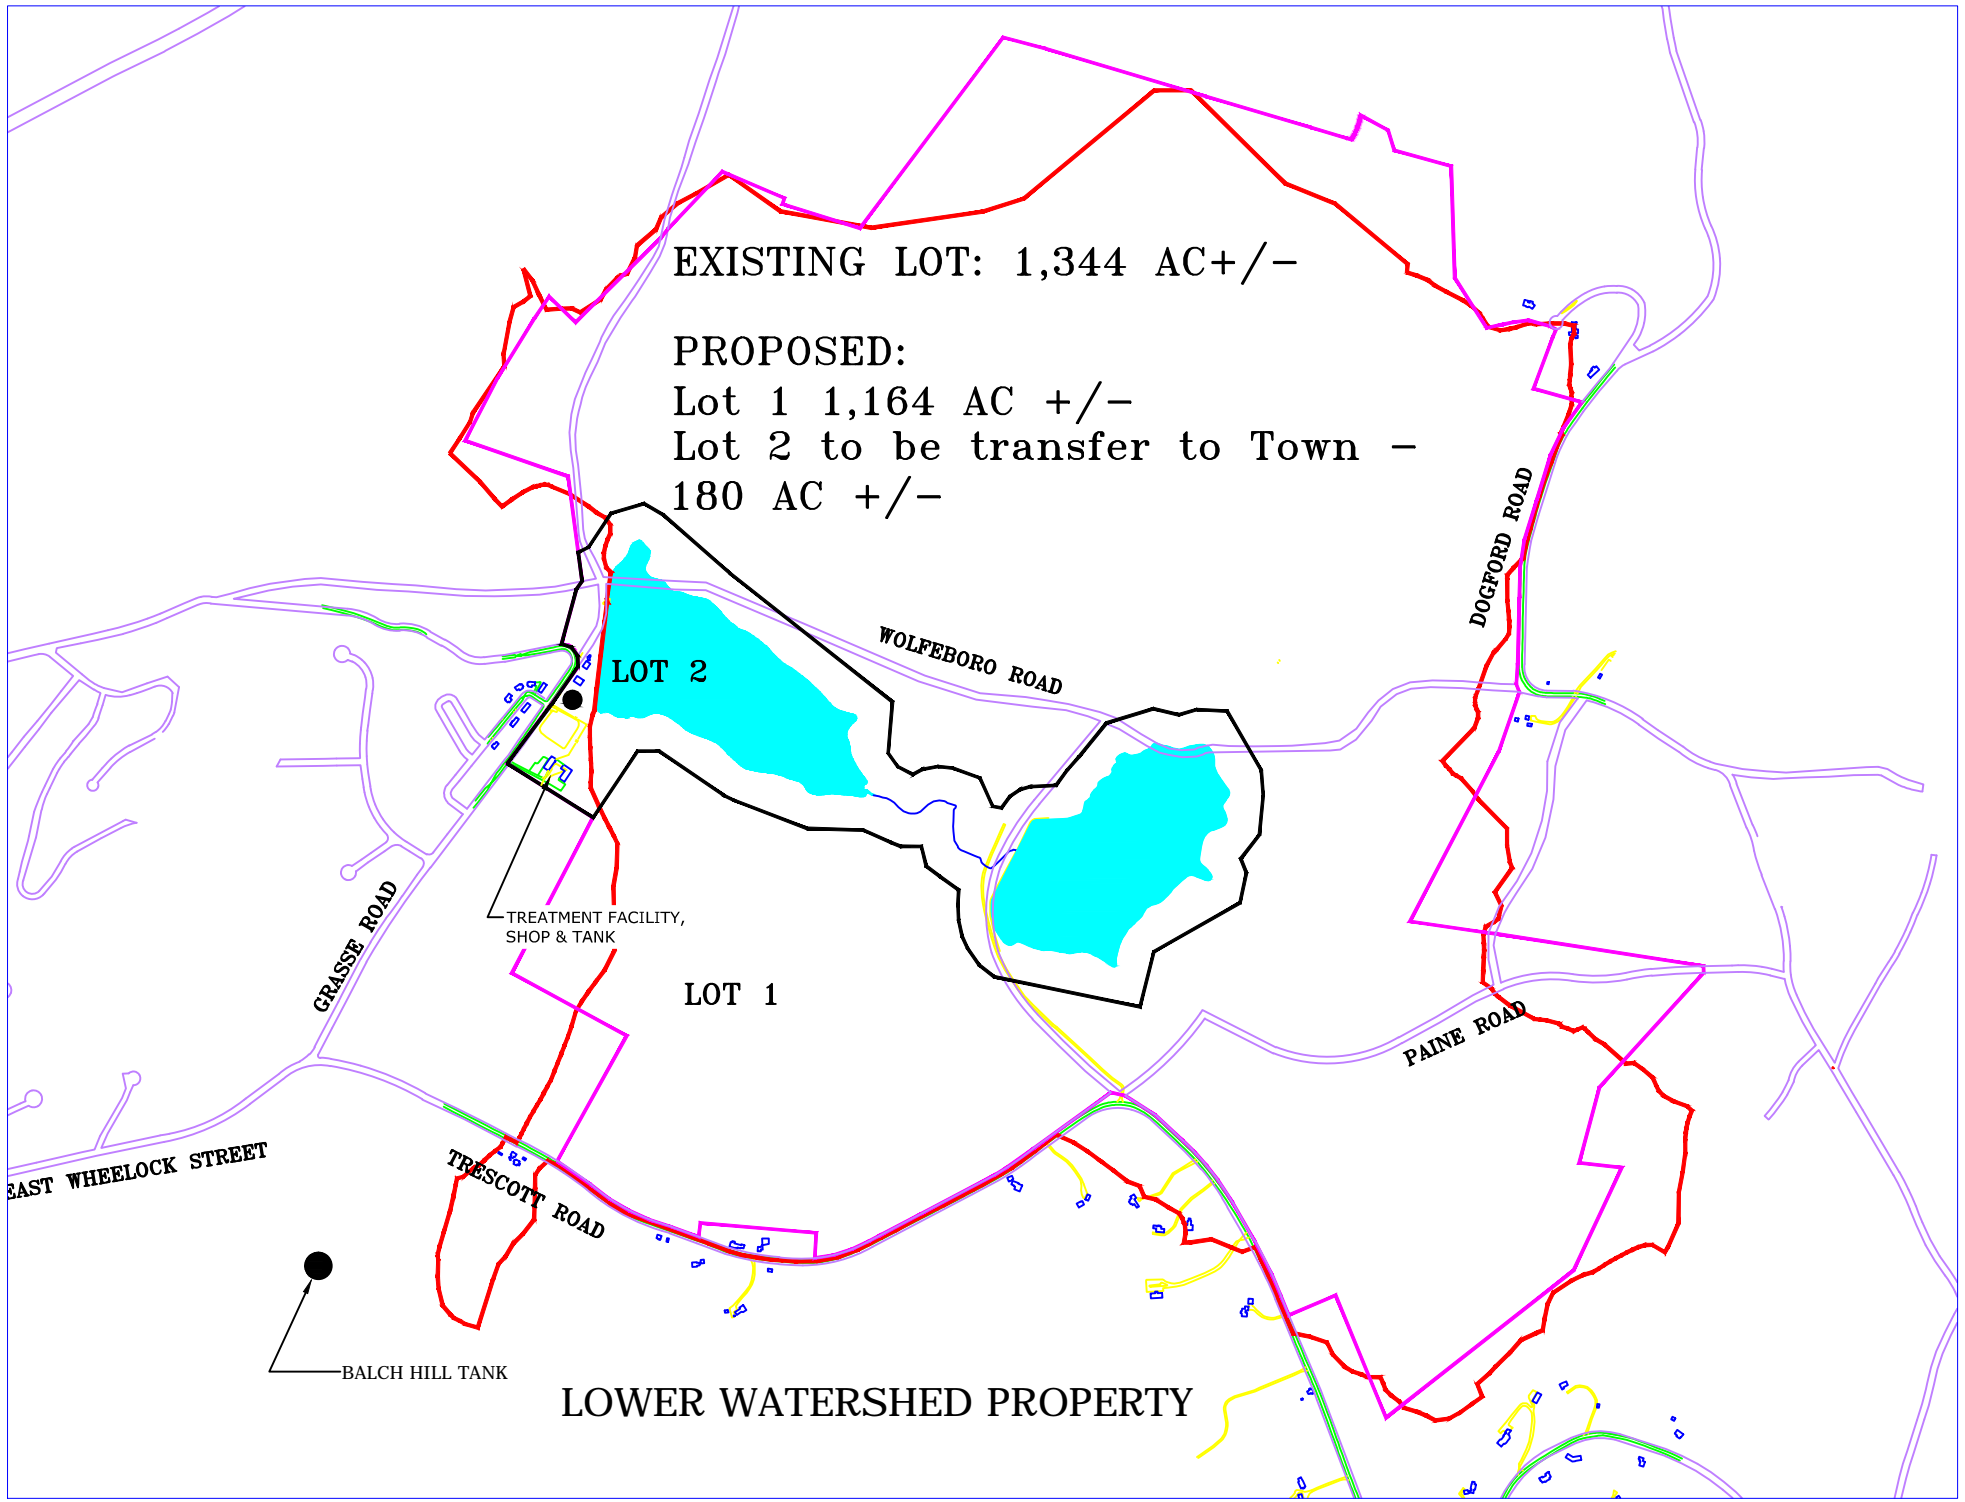 EXISTING LOT: 1,344 AC+/-
PROPOSED:
Lot 1 1,164 AC +/-
Lot 2 to be transfer to Town -
180 AC +/-
DOGFORD ROAD
WOLFEBORO ROAD
LOT 2
TREATMENT FACILITY,
SHOP & TANK
GRASSE ROAD
LOT 1
PAINE ROAD
EAST WHEELOCK STREET
TRESCOTT ROAD
BALCH HILL TANK
LOWER WATERSHED PROPERTY